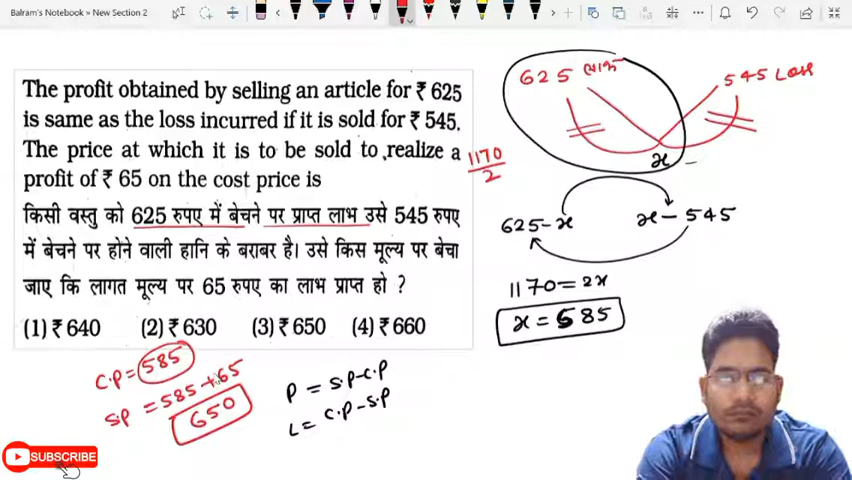 Balram's Notebook » New Section 2
The profit obtained by selling an article for ₹ 625
is same as the loss incurred if it is sold for ₹ 545.
The price at which it is to be sold to realize a
profit of ₹ 65 on the cost price is
किसी वस्तु को 625 रुपए में बेचने पर प्राप्त लाभ उसे 545 रुपए
में बेचने पर होने वाली हानि के बराबर है। उसे किस मूल्य पर बेचा
जाए कि लागत मूल्य पर 65 रुपए का लाभ प्राप्त हो ?
(1) ₹ 640 (2) ₹ 630 (3) ₹ 650 (4) ₹ 660
1170
2
625
545 Loss
x
625-x x-545
1170=2x
x=585
C.P=585
S.P =585+65
650
P = S.P-C.P
L= C.P-S.P
SUBSCRIBE